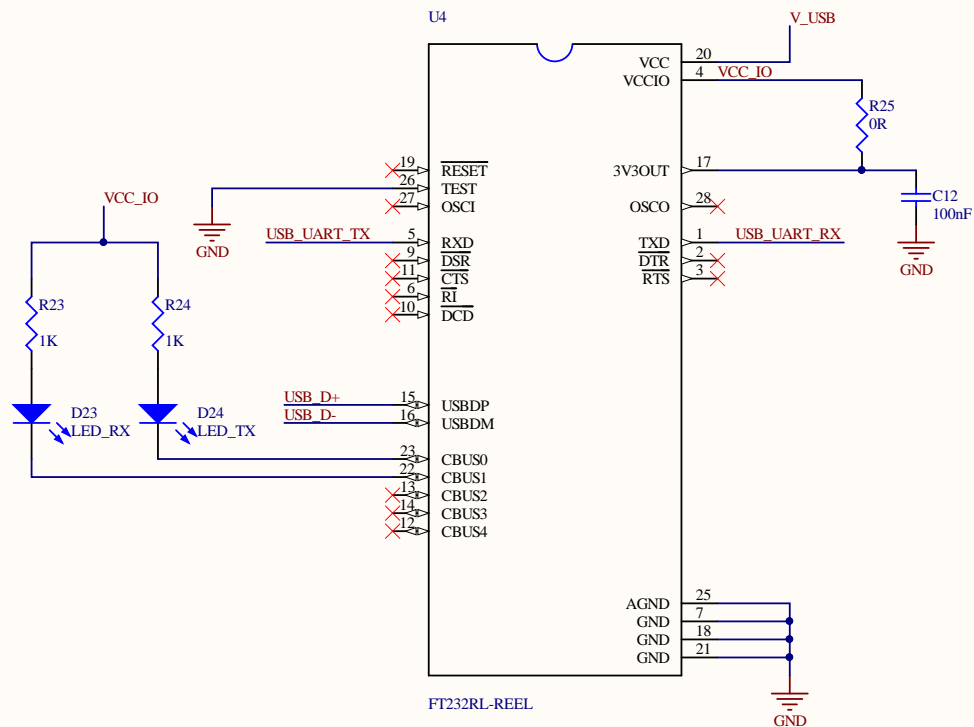 U4
V_USB
VCC 20
VCCIO 4 VCC_IO
R25
0R
19 RESET
26 TEST
27 OSCI
3V3OUT 17
OSCO 28
C12
100nF
GND
VCC_IO
GND
USB_UART_TX 5 RXD
9 DSR
11 CTS
6 RI
10 DCD
TXD 1 USB_UART_RX
DTR 2
RTS 3
GND
R23
1K
R24
1K
D23
LED_RX
D24
LED_TX
USB_D+ 15 USBDP
USB_D- 16 USBDM
23 CBUS0
22 CBUS1
13 CBUS2
14 CBUS3
12 CBUS4
AGND 25
GND 7
GND 18
GND 21
FT232RL-REEL
GND